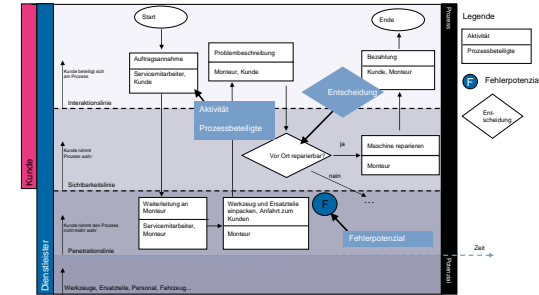 Start
Ende
Prozess
Legende
Aktivität
Prozessbeteiligte
F
Fehlerpotenzia
Ent-
scheidung
Auftragsannahme
Servicemitarbeiter,
Kunde
Problembeschreibung
Monteur, Kunde
Bezahlung
Kunde, Monteur
Kunde beteiligt sich
am Prozess
Interaktionslinie
Entscheidung
Aktivität
Prozessbeteiligte
Kunde
Kunde nimmt
Prozess wahr
Vor Ort reparierbar?
ja
nein
Maschine reparieren
Monteur
Sichtbarkeitslinie
...
Weiterleitung an
Monteur
Servicemitarbeiter,
Monteur
Werkzeug und Ersatzteile
einpacken, Anfahrt zum
Kunden
Monteur
F
Fehlerpotenzial
Kunde nimmt den Prozess
nicht mehr wahr
Penetrationslinie
Zeit
Dienstleister
Potenzial
Werkzeuge, Ersatzteile, Personal, Fahrzeug...